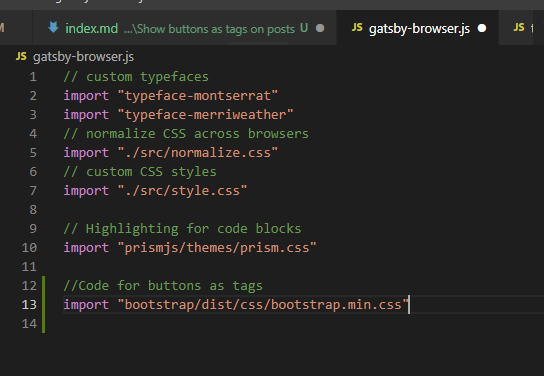 index.md ...\Show buttons as tags on posts U
JS gatsby-browser.js
JS
JS gatsby-browser.js
1 // custom typefaces
2 import "typeface-montserrat"
3 import "typeface-merriweather"
4 // normalize CSS across browsers
5 import "./src/normalize.css"
6 // custom CSS styles
7 import "./src/style.css"
8
9 // Highlighting for code blocks
10 import "prismjs/themes/prism.css"
11
12 //Code for buttons as tags
13 import "bootstrap/dist/css/bootstrap.min.css"
14